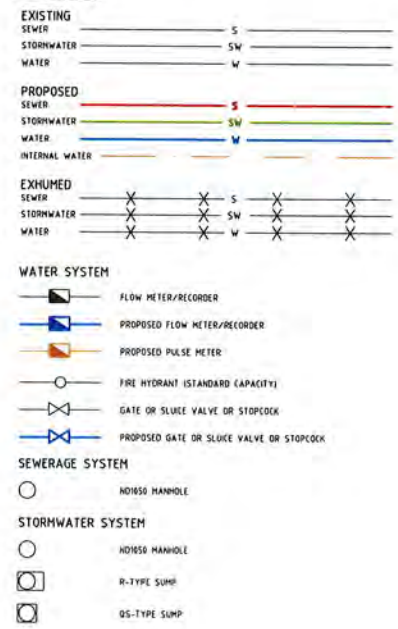 EXISTING
SEWER S
STORMWATER SW
WATER W
PROPOSED
SEWER S
STORMWATER SW
WATER W
INTERNAL WATER
EXHUMED
SEWER S
STORMWATER SW
WATER W
WATER SYSTEM
FLOW METER/RECORDER
PROPOSED FLOW METER/RECORDER
PROPOSED PULSE METER
FIRE HYDRANT (STANDARD CAPACITY)
GATE OR SLUICE VALVE OR STOPCOCK
PROPOSED GATE OR SLUICE VALVE OR STOPCOCK
SEWERAGE SYSTEM
ND1050 MANHOLE
STORMWATER SYSTEM
ND1050 MANHOLE
R-TYPE SUMP
QS-TYPE SUMP